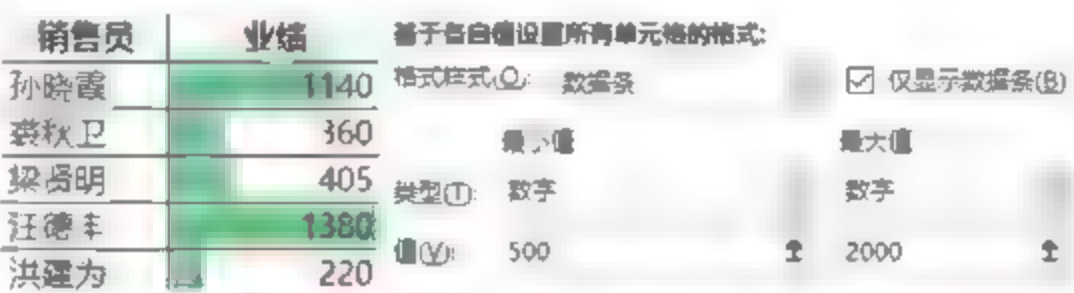 销售员 业绩
孙晓霞 1140
裘秋卫 360
梁贤明 405
汪德丰 1380
洪建为 220
基于各自值设置所有单元格的格式:
格式样式(O): 数据条 仅显示数据条(B)
最小值 最大值
类型(T): 数字 数字
值(V): 500 2000